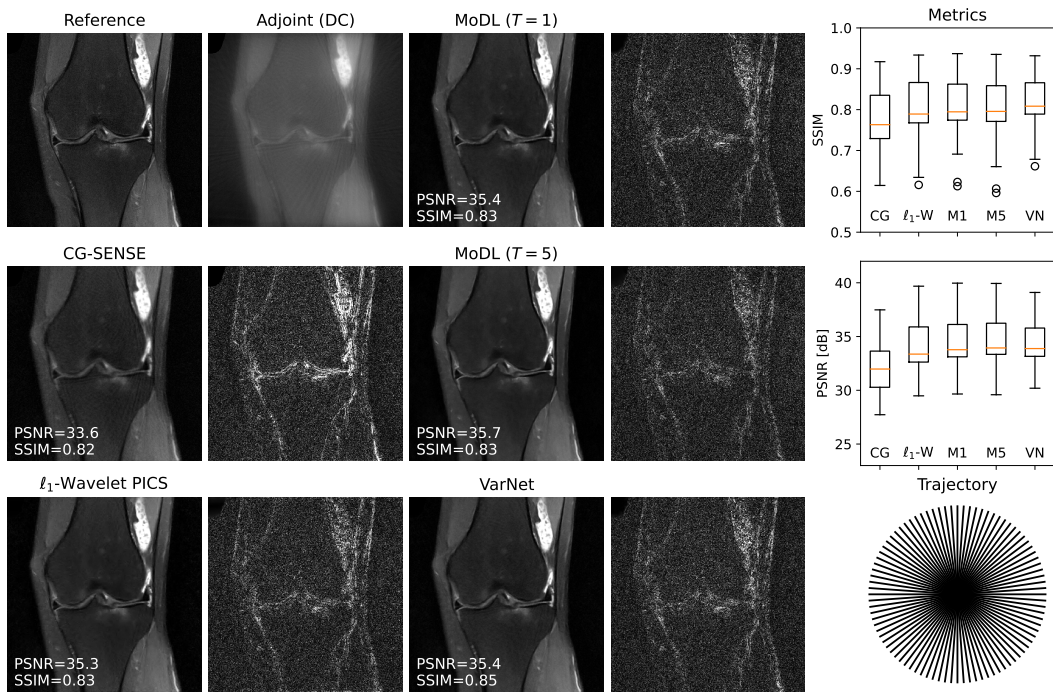 Reference
Adjoint (DC)
MoDL (T = 1)
Metrics
PSNR=35.4
SSIM=0.83
1.0
0.9
0.8
0.7
0.6
0.5
SSIM
CG
ℓ1-W
M1
M5
VN
CG-SENSE
MoDL (T = 5)
PSNR=33.6
SSIM=0.82
PSNR=35.7
SSIM=0.83
40
35
30
25
PSNR [dB]
CG
ℓ1-W
M1
M5
VN
ℓ1-Wavelet PICS
VarNet
Trajectory
PSNR=35.3
SSIM=0.83
PSNR=35.4
SSIM=0.85